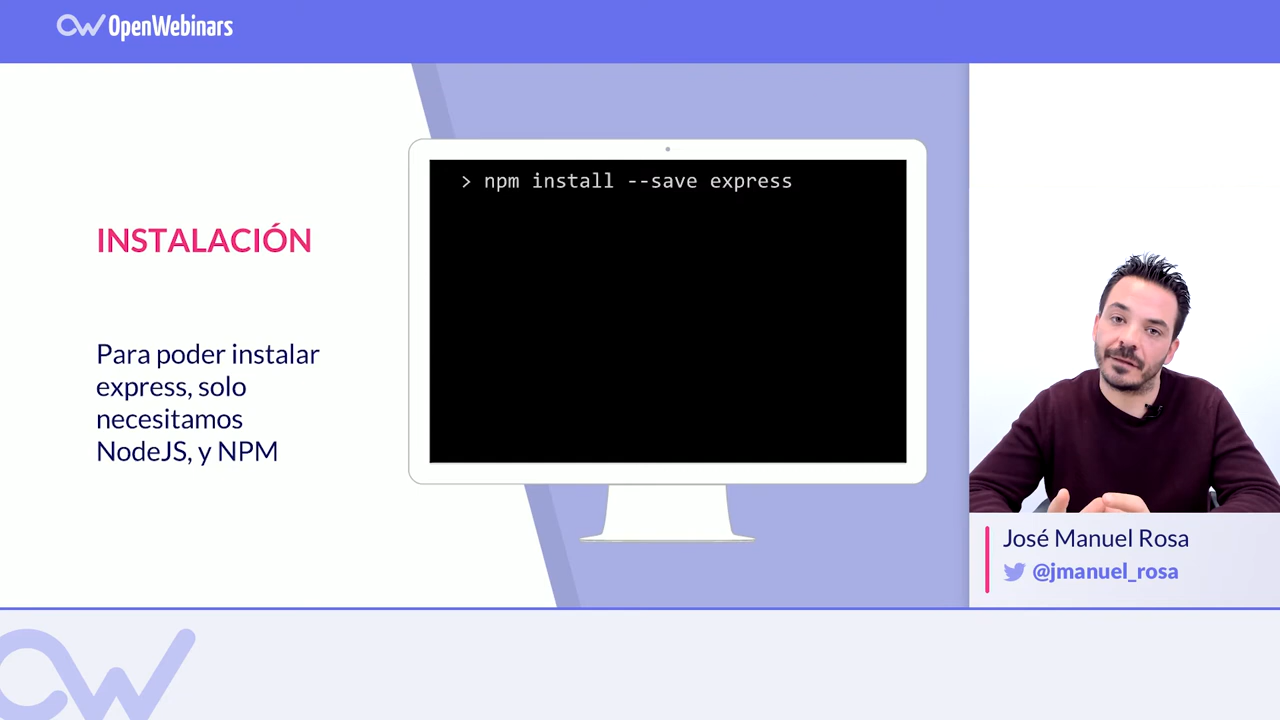 OpenWebinars
> npm install --save express
INSTALACIÓN
Para poder instalar
express, solo
necesitamos
NodeJS, y NPM
José Manuel Rosa
@jmanuel_rosa